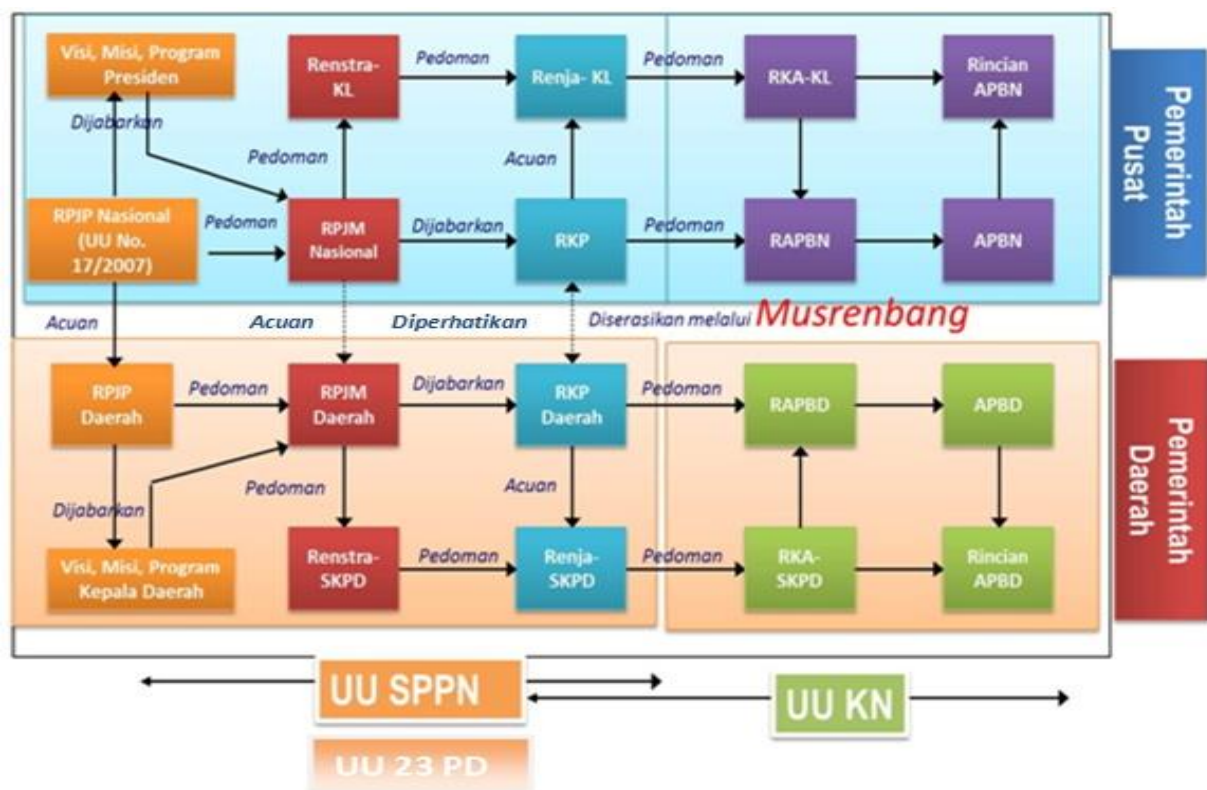 Visi, Misi, Program
Presiden
Renstra-
KL
Pedoman
Renja- KL
Pedoman
RKA-KL
Rincian
APBN
Pemerintah
Pusat
Dijabarkan
Pedoman
Acuan
RPJP Nasional
(UU No.
17/2007)
Pedoman
RPJM
Nasional
Dijabarkan
RKP
Pedoman
RAPBN
APBN
Acuan
Acuan
Diperhatikan
Diserasikan melalui Musrenbang
RPJP
Daerah
Pedoman
RPJM
Daerah
Dijabarkan
RKP
Daerah
Pedoman
RAPBD
APBD
Pemerintah
Daerah
Dijabarkan
Pedoman
Acuan
Visi, Misi, Program
Kepala Daerah
Renstra-
SKPD
Pedoman
Renja-
SKPD
Pedoman
RKA-
SKPD
Rincian
APBD
UU SPPN
UU KN
UU 23 PD